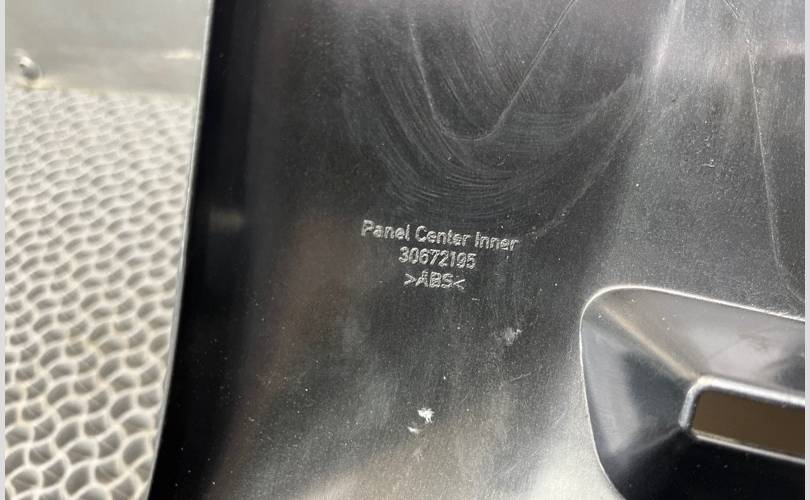 Panel Center Inner
30672195
>ABS<